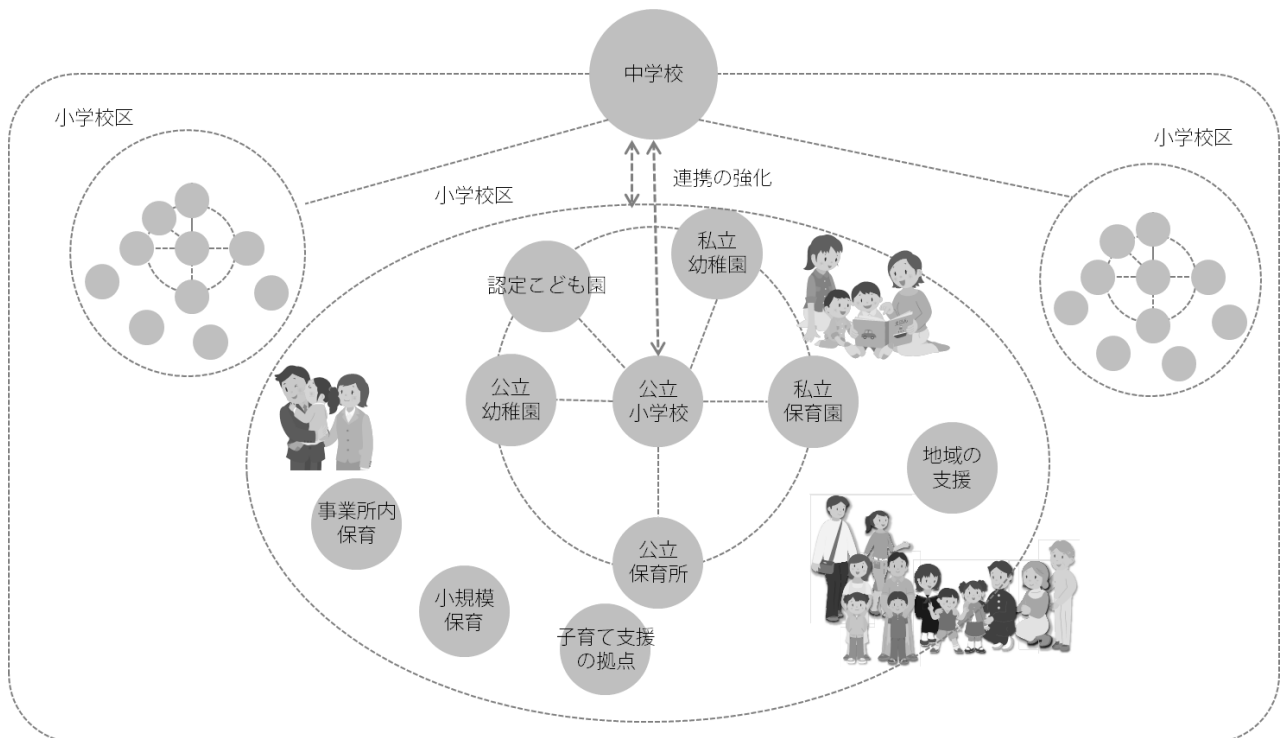 中学校
小学校区
小学校区
小学校区
連携の強化
私立
幼稚園
認定こども園
公立
幼稚園
公立
小学校
私立
保育園
地域の
支援
事業所内
保育
公立
保育所
小規模
保育
子育て支援
の拠点